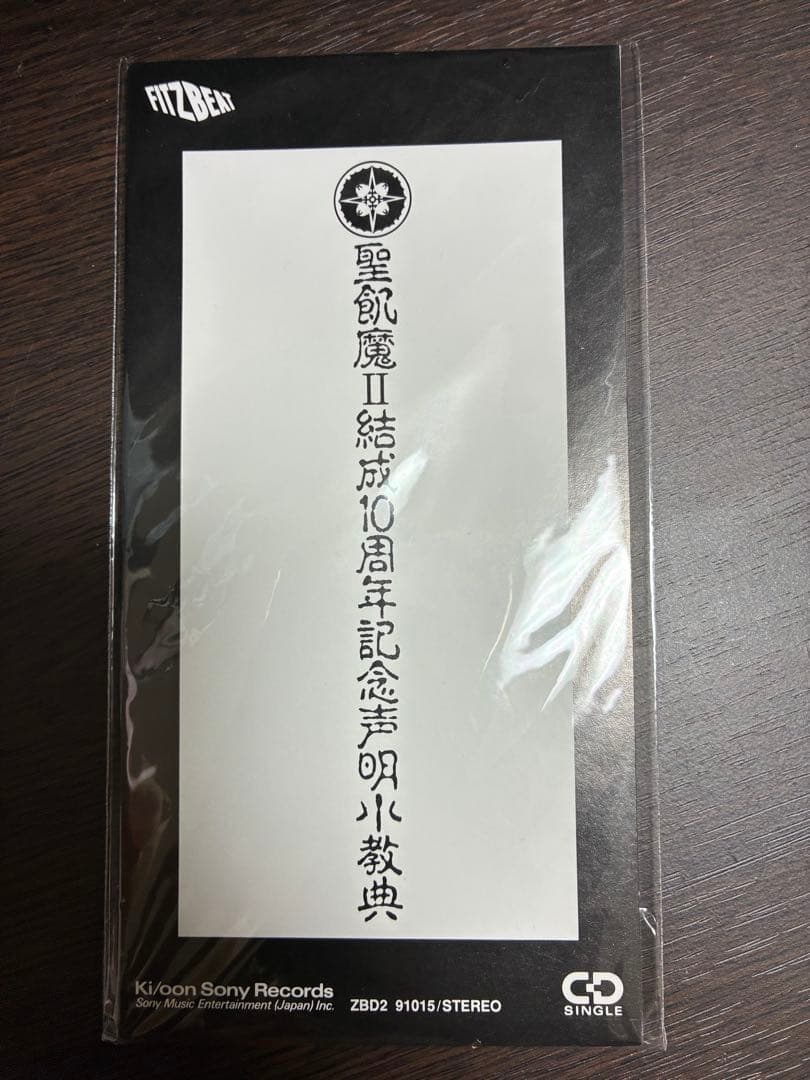 FITZBEAT
聖飢魔II結成10周年記念声明小教典
Ki/oon Sony Records
Sony Music Entertainment (Japan) Inc.
ZBD2 91015/STEREO
CD
SINGLE